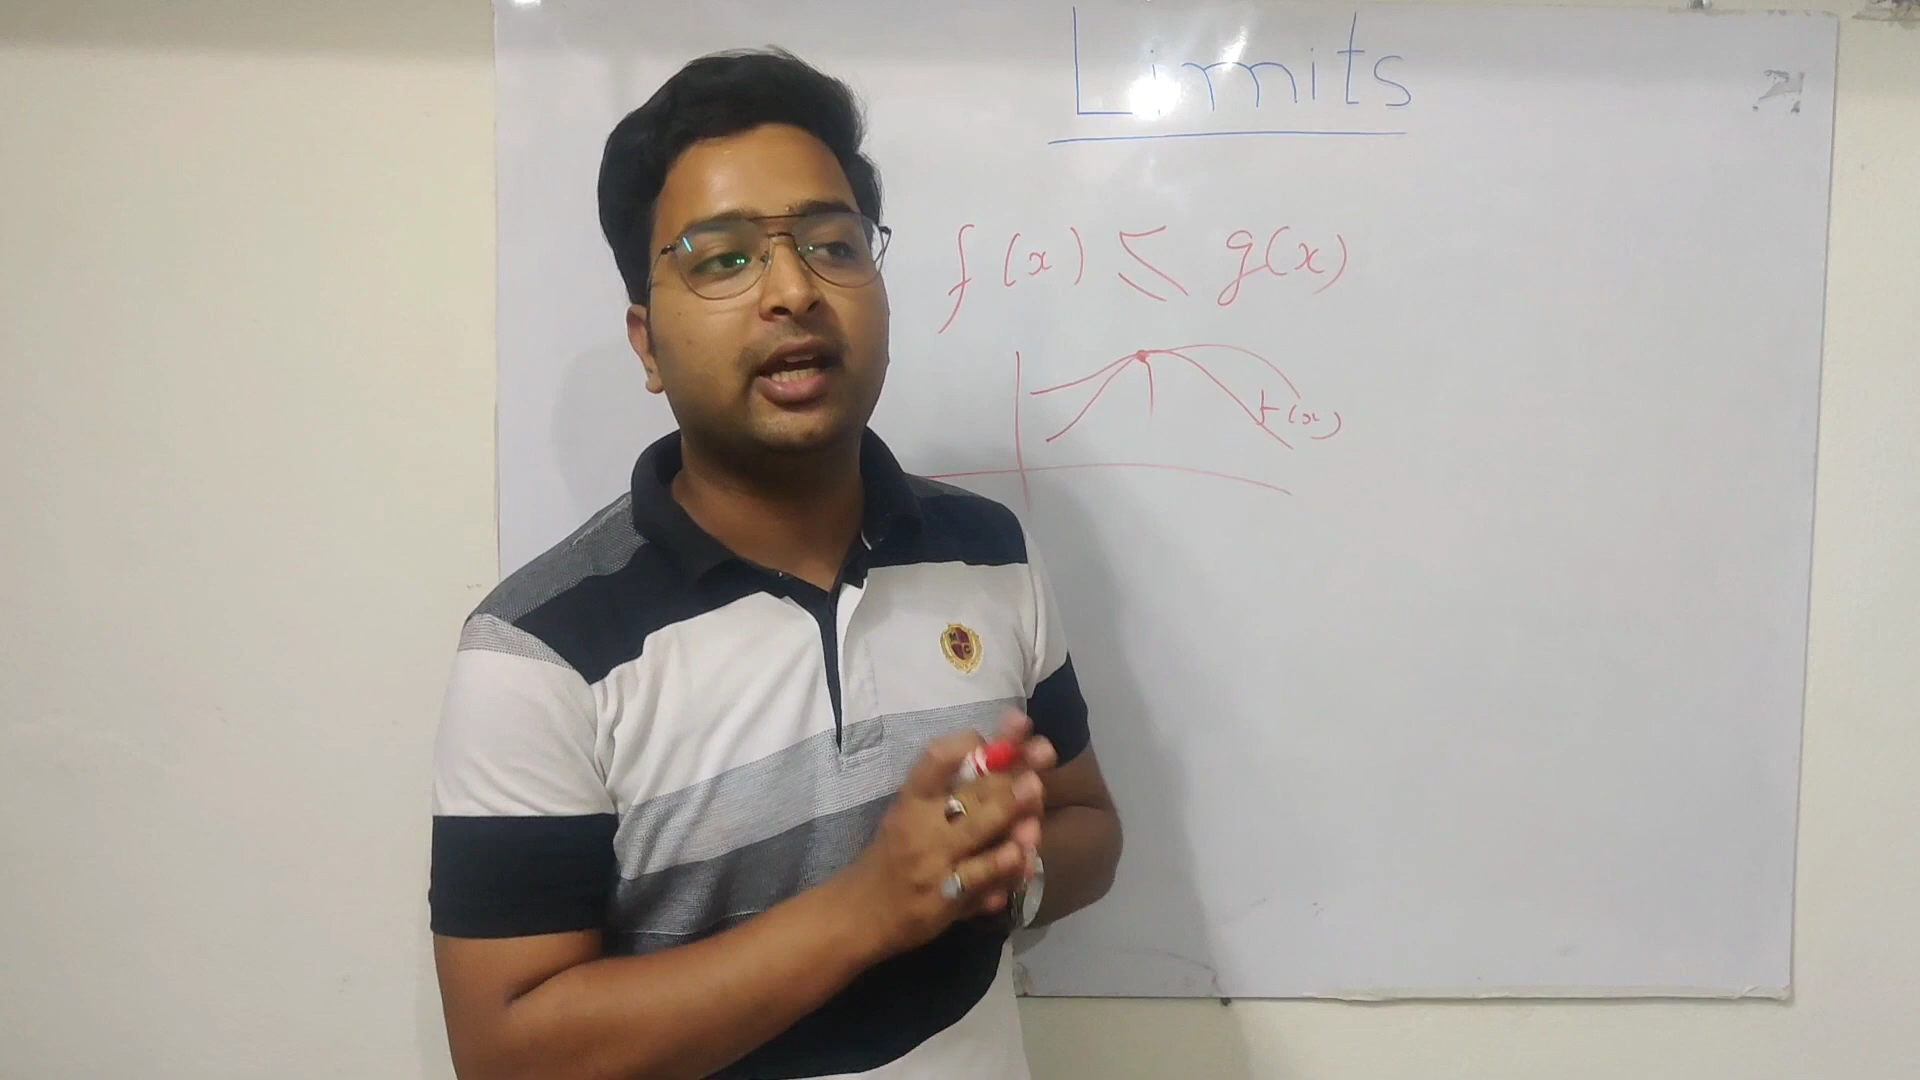 Limits
f(x) ≤ g(x)
f(x)
M
C